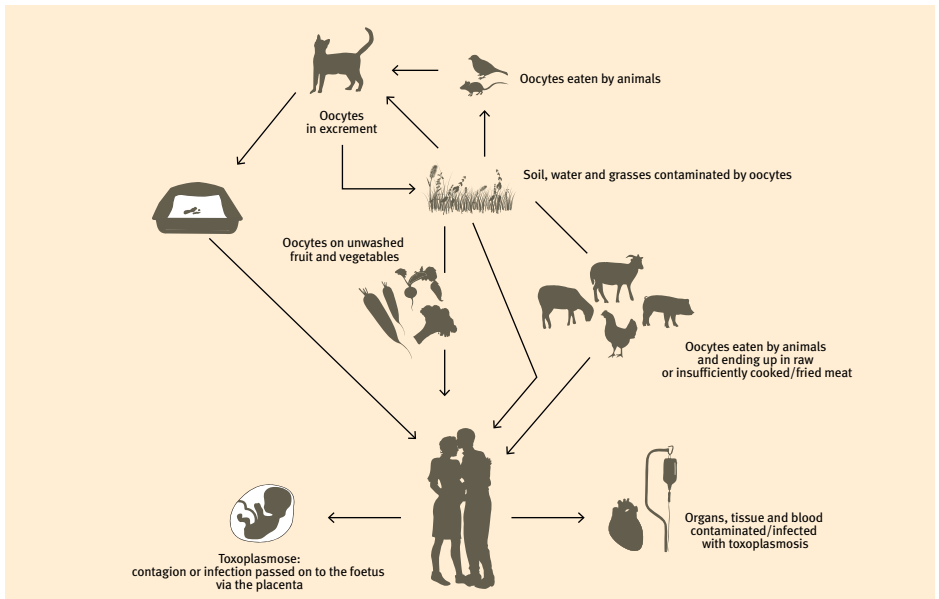 Oocytes eaten by animals
Oocytes
in excrement
Soil, water and grasses contaminated by oocytes
Oocytes on unwashed
fruit and vegetables
Oocytes eaten by animals
and ending up in raw
or insufficiently cooked/fried meat
Organs, tissue and blood
contaminated/infected
with toxoplasmosis
Toxoplasmose:
contagion or infection passed on to the foetus
via the placenta